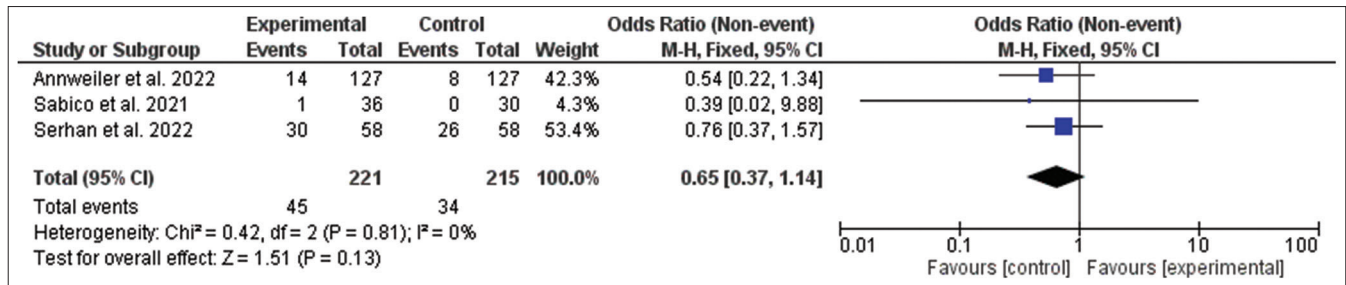 Experimental Control Odds Ratio (Non-event) Odds Ratio (Non-event)
Study or Subgroup Events Total Events Total Weight M-H, Fixed, 95% CI M-H, Fixed, 95% CI
Annweiler et al. 2022 14 127 8 127 42.3% 0.54 [0.22, 1.34]
Sabico et al. 2021 1 36 0 30 4.3% 0.39 [0.02, 9.88]
Serhan et al. 2022 30 58 26 58 53.4% 0.76 [0.37, 1.57]
Total (95% CI) 221 215 100.0% 0.65 [0.37, 1.14]
Total events 45 34
Heterogeneity: Chi² = 0.42, df = 2 (P = 0.81); I² = 0%
Test for overall effect: Z = 1.51 (P = 0.13)
0.01 0.1 1 10 100
Favours [control] Favours [experimental]